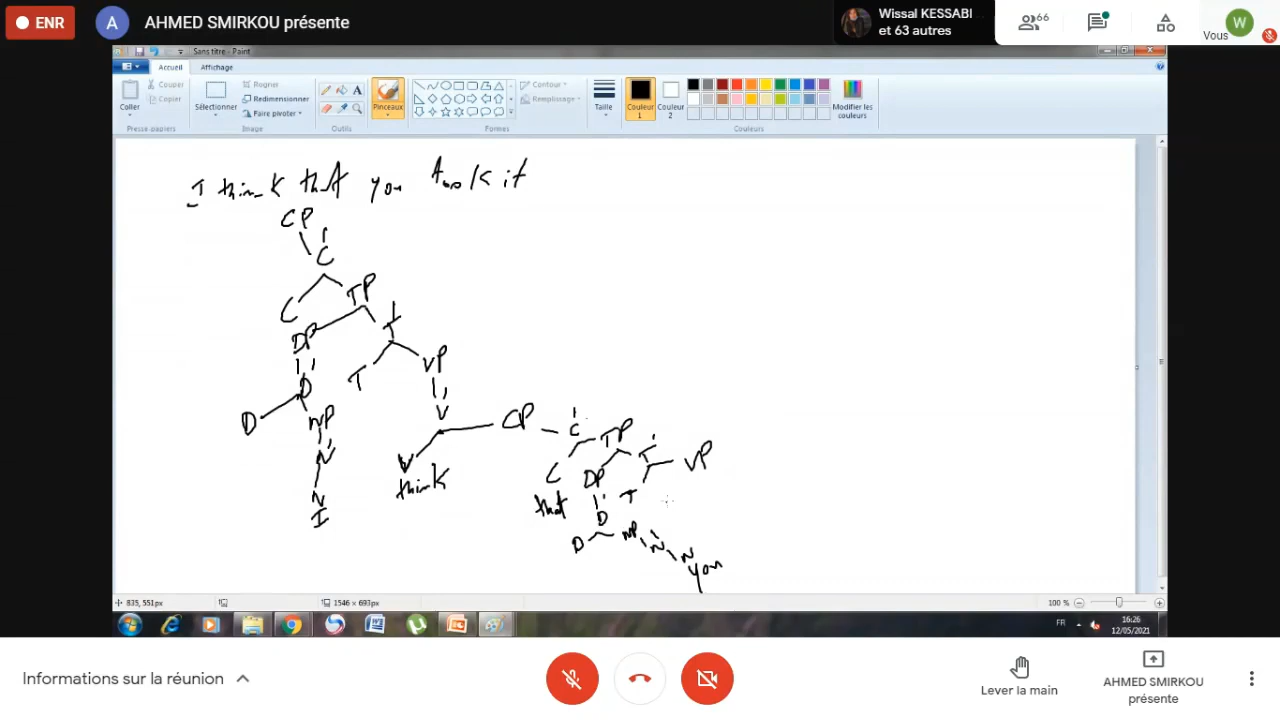 ENR
A
AHMED SMIRKOU présente
Wissal KESSABI
et 63 autres
66
Vous
W
Sans titre - Paint
Accueil
Affichage
Coller
Couper
Copier
Presse-papiers
Sélectionner
Rogner
Redimensionner
Faire pivoter
Image
A
Outils
Pinceaux
Contour
Remplissage
Formes
Taille
Couleur 1
Couleur 2
Modifier les couleurs
Couleurs
I think that you took it
CP
C'
C TP
DP T'
D' T VP
D NP V'
N' V CP C' TP T' VP
N think C DP T
I that D'
D NP N' N
you
835, 551px
1546 × 693px
100 %
FR
16:26
12/05/2021
Informations sur la réunion
Lever la main
AHMED SMIRKOU
présente